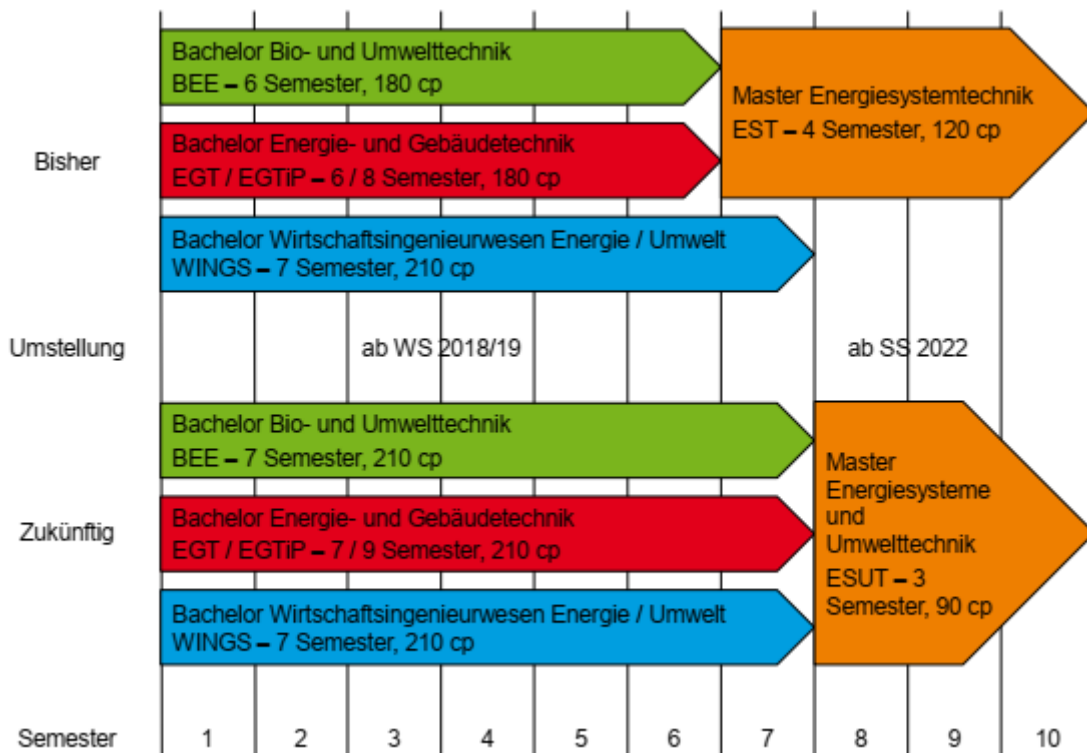 Bisher
Bachelor Bio- und Umwelttechnik
BEE – 6 Semester, 180 cp
Bachelor Energie- und Gebäudetechnik
EGT / EGTiP – 6 / 8 Semester, 180 cp
Bachelor Wirtschaftsingenieurwesen Energie / Umwelt
WINGS – 7 Semester, 210 cp
Master Energiesystemtechnik
EST – 4 Semester, 120 cp
Umstellung
ab WS 2018/19
ab SS 2022
Zukünftig
Bachelor Bio- und Umwelttechnik
BEE – 7 Semester, 210 cp
Bachelor Energie- und Gebäudetechnik
EGT / EGTiP – 7 / 9 Semester, 210 cp
Bachelor Wirtschaftsingenieurwesen Energie / Umwelt
WINGS – 7 Semester, 210 cp
Master
Energiesysteme
und
Umwelttechnik
ESUT – 3
Semester, 90 cp
Semester 1 2 3 4 5 6 7 8 9 10